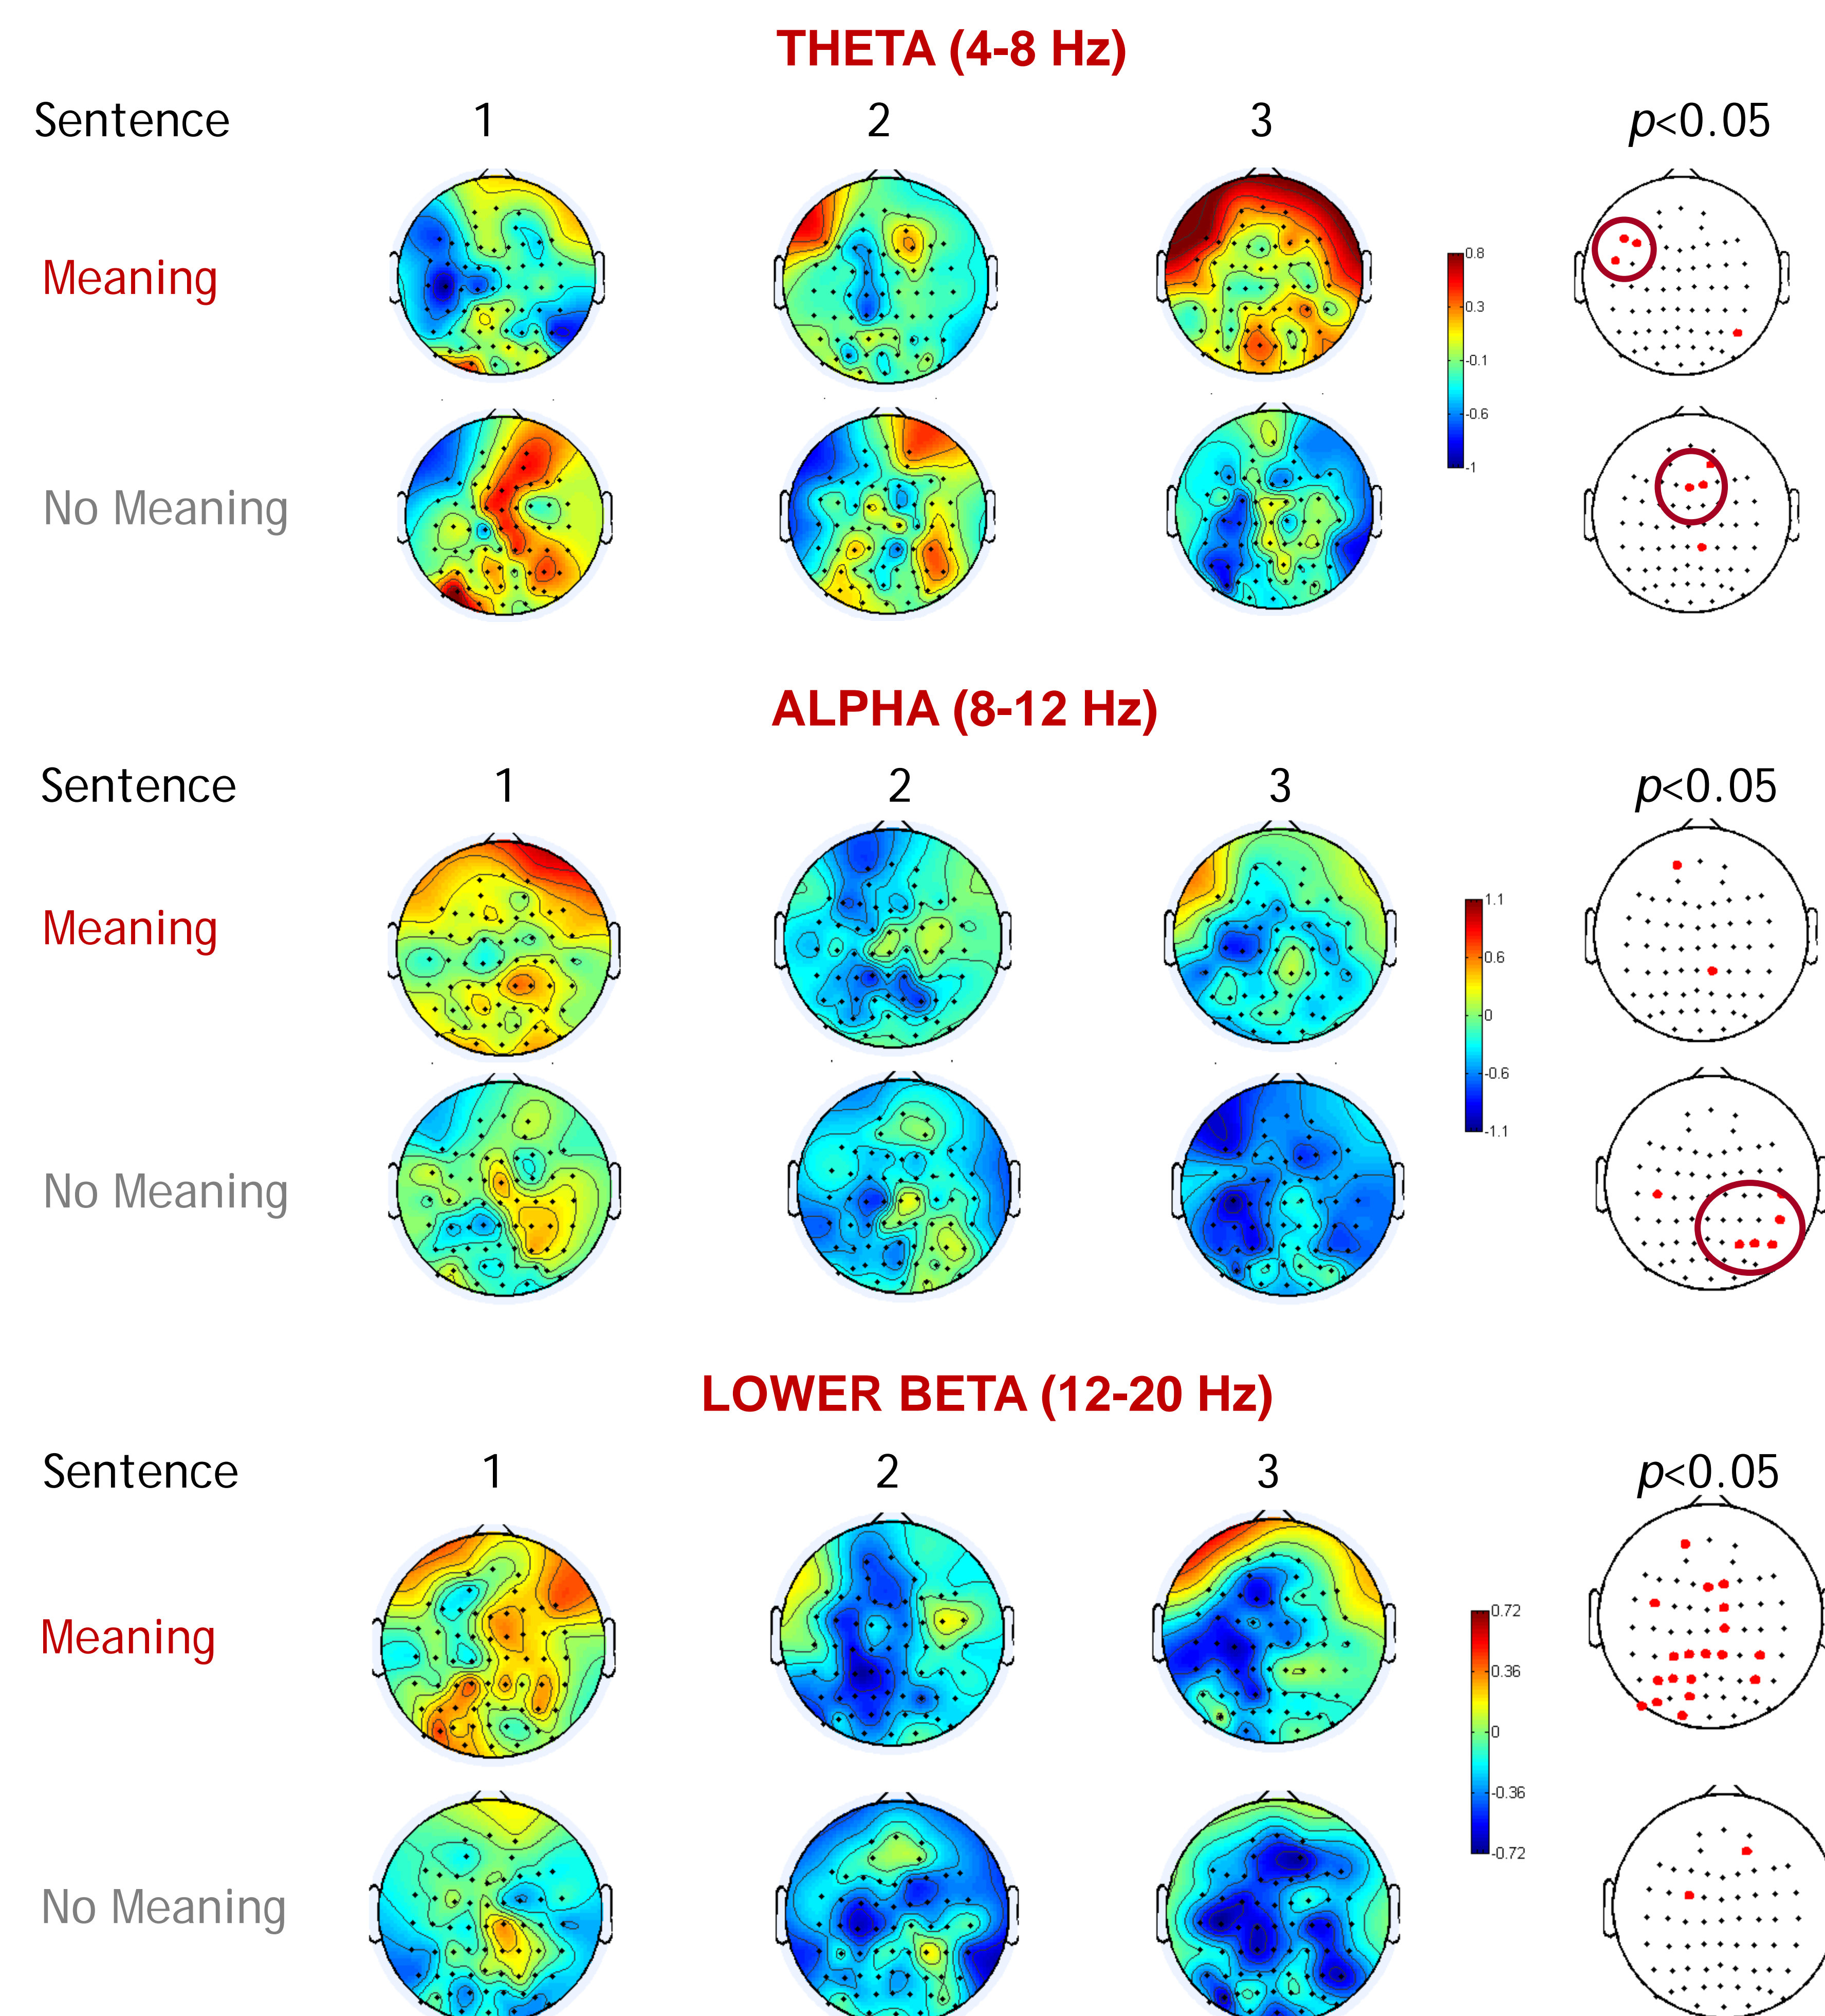 THETA (4-8 Hz)
Sentence 1 2 3 p<0.05
Meaning
0.8
0.3
-0.1
-0.6
-1
No Meaning
ALPHA (8-12 Hz)
Sentence 1 2 3 p<0.05
Meaning
1.1
0.6
0
-0.6
-1.1
No Meaning
LOWER BETA (12-20 Hz)
Sentence 1 2 3 p<0.05
Meaning
0.72
0.36
0
-0.36
-0.72
No Meaning